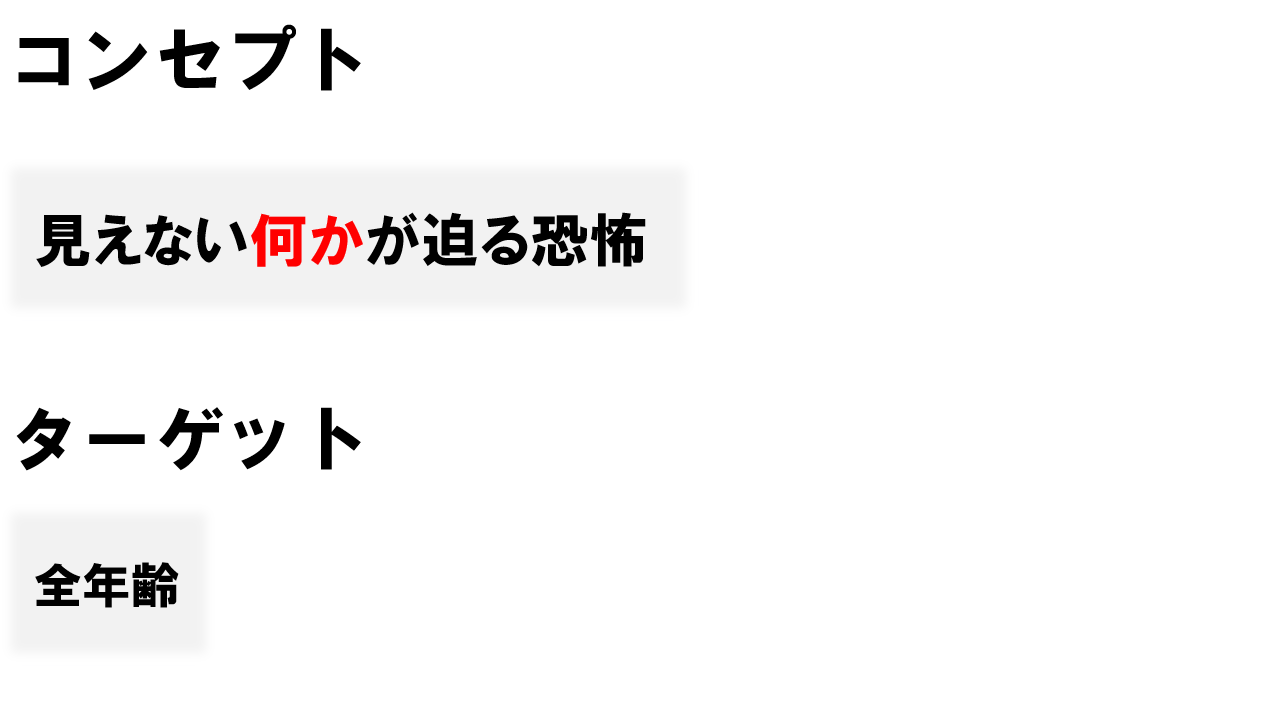 コンセプト
見えない何かが迫る恐怖
ターゲット
全年齢